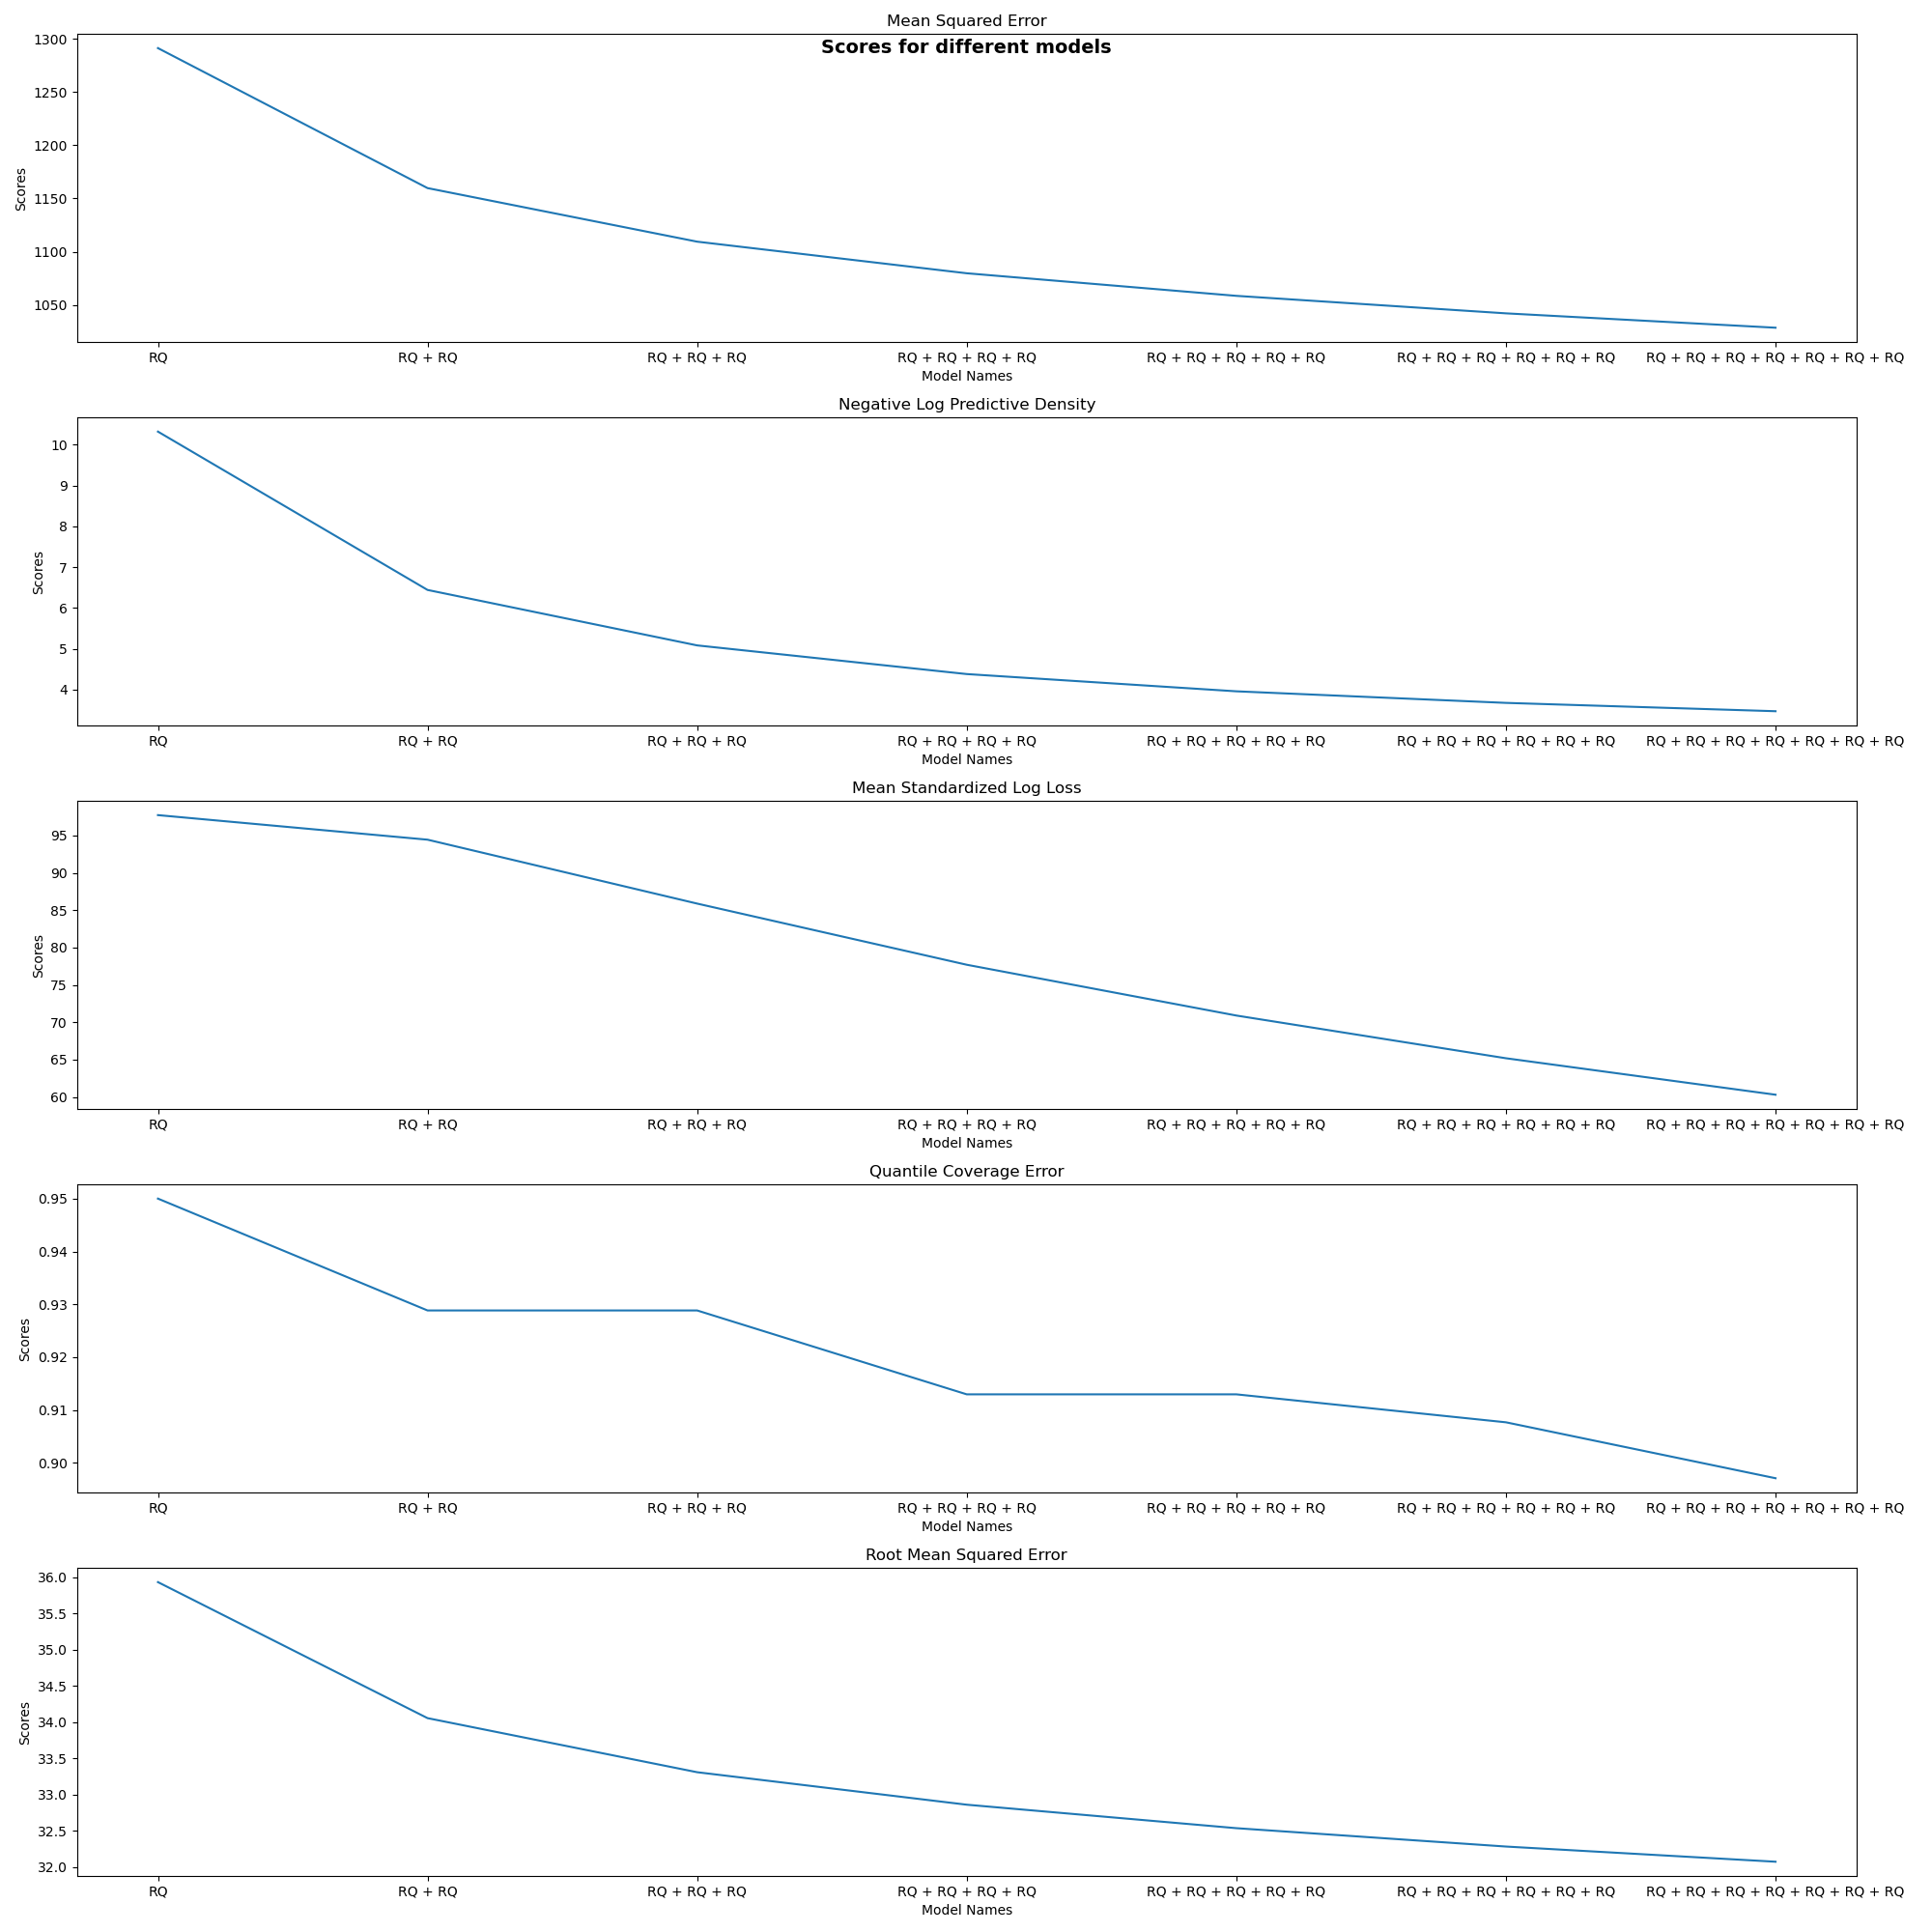 Mean Squared Error
Scores for different models
1300
1250
1200
1150
1100
1050
Scores
RQ
RQ + RQ
RQ + RQ + RQ
RQ + RQ + RQ + RQ
RQ + RQ + RQ + RQ + RQ
RQ + RQ + RQ + RQ + RQ + RQ
RQ + RQ + RQ + RQ + RQ + RQ + RQ
Model Names
Negative Log Predictive Density
10
9
8
7
6
5
4
Scores
RQ
RQ + RQ
RQ + RQ + RQ
RQ + RQ + RQ + RQ
RQ + RQ + RQ + RQ + RQ
RQ + RQ + RQ + RQ + RQ + RQ
RQ + RQ + RQ + RQ + RQ + RQ + RQ
Model Names
Mean Standardized Log Loss
95
90
85
80
75
70
65
60
Scores
RQ
RQ + RQ
RQ + RQ + RQ
RQ + RQ + RQ + RQ
RQ + RQ + RQ + RQ + RQ
RQ + RQ + RQ + RQ + RQ + RQ
RQ + RQ + RQ + RQ + RQ + RQ + RQ
Model Names
Quantile Coverage Error
0.95
0.94
0.93
0.92
0.91
0.90
Scores
RQ
RQ + RQ
RQ + RQ + RQ
RQ + RQ + RQ + RQ
RQ + RQ + RQ + RQ + RQ
RQ + RQ + RQ + RQ + RQ + RQ
RQ + RQ + RQ + RQ + RQ + RQ + RQ
Model Names
Root Mean Squared Error
36.0
35.5
35.0
34.5
34.0
33.5
33.0
32.5
32.0
Scores
RQ
RQ + RQ
RQ + RQ + RQ
RQ + RQ + RQ + RQ
RQ + RQ + RQ + RQ + RQ
RQ + RQ + RQ + RQ + RQ + RQ
RQ + RQ + RQ + RQ + RQ + RQ + RQ
Model Names